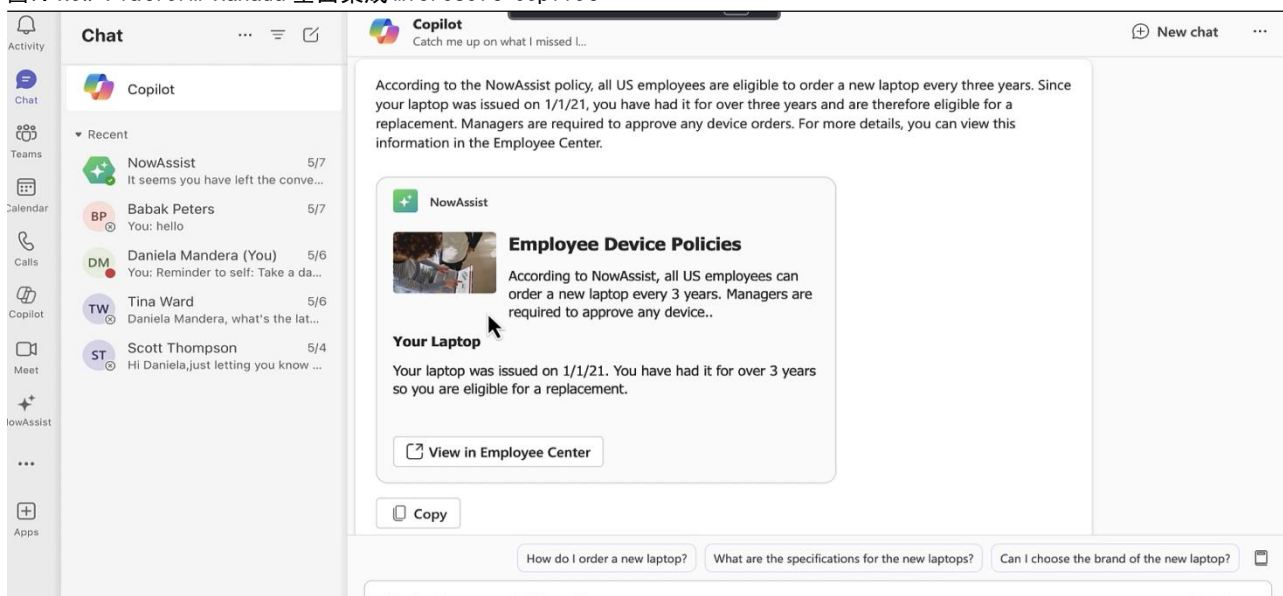 Activity
Chat
Teams
Calendar
Calls
Copilot
Meet
Apps
Chat
Copilot
Recent
NowAssist 5/7
It seems you have left the conve...
BP
Babak Peters 5/7
You: hello
DM
Daniela Mandera (You) 5/6
You: Reminder to self: Take a da...
TW
Tina Ward 5/6
Daniela Mandera, what's the lat...
ST
Scott Thompson 5/4
Hi Daniela,just letting you know ...
Copilot
Catch me up on what I missed l...
New chat
According to the NowAssist policy, all US employees are eligible to order a new laptop every three years. Since
your laptop was issued on 1/1/21, you have had it for over three years and are therefore eligible for a
replacement. Managers are required to approve any device orders. For more details, you can view this
information in the Employee Center.
NowAssist
Employee Device Policies
According to NowAssist, all US employees can
order a new laptop every 3 years. Managers are
required to approve any device..
Your Laptop
Your laptop was issued on 1/1/21. You have had it for over 3 years
so you are eligible for a replacement.
View in Employee Center
Copy
How do I order a new laptop?
What are the specifications for the new laptops?
Can I choose the brand of the new laptop?